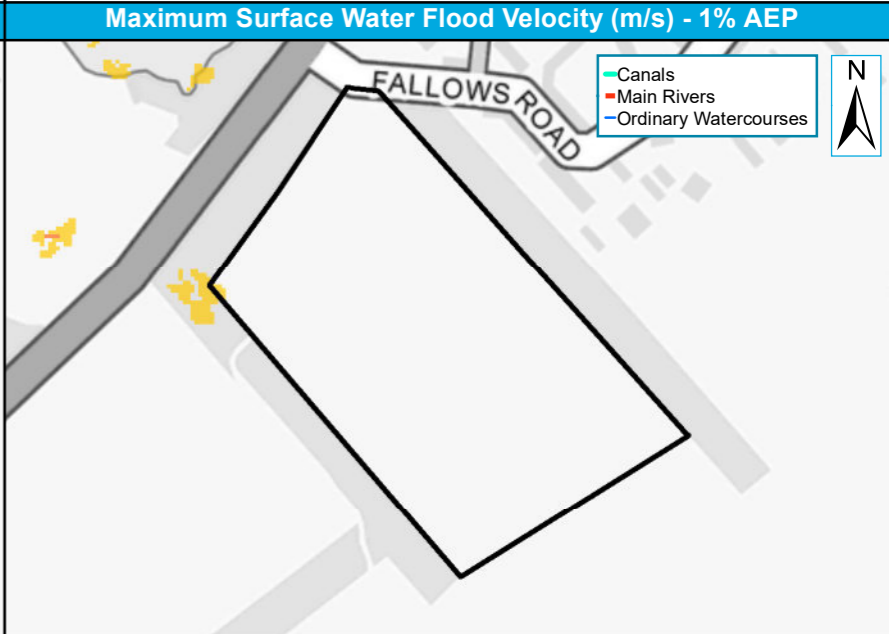 Maximum Surface Water Flood Velocity (m/s) - 1% AEP
Canals
Main Rivers
Ordinary Watercourses
N
FALLOWS ROAD